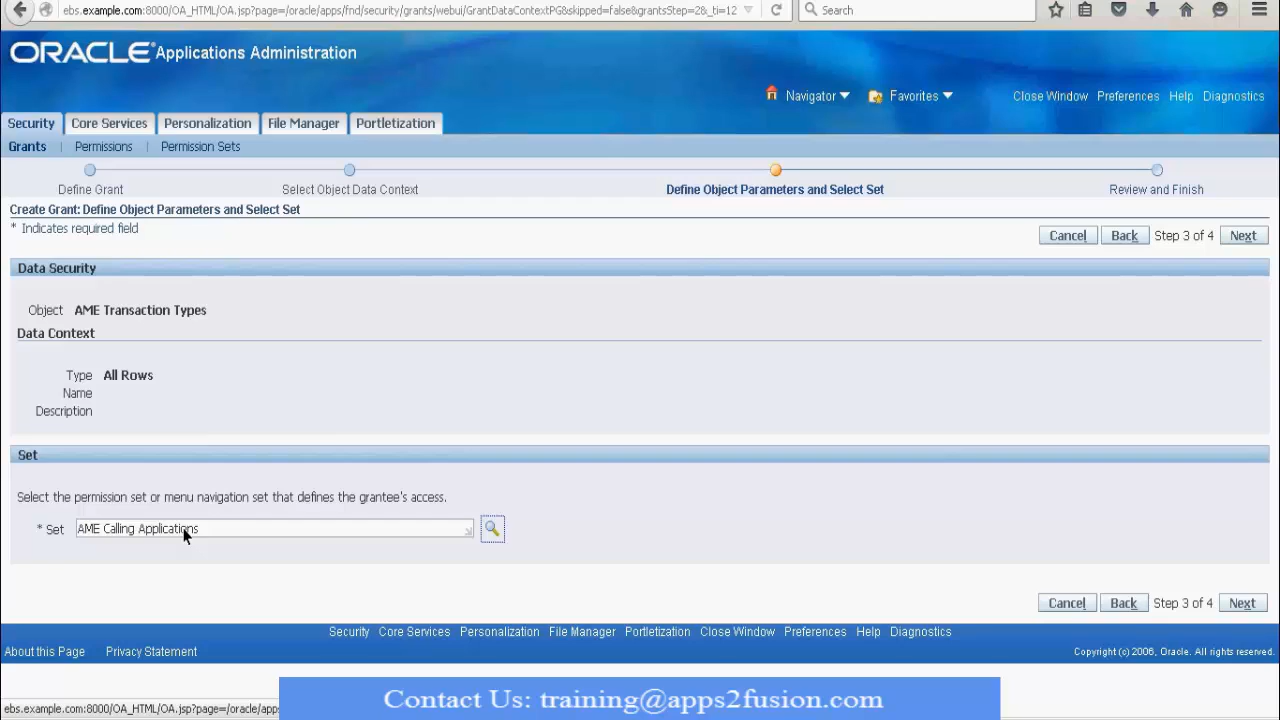 ebs.example.com:8000/OA_HTML/OA.jsp?page=/oracle/apps/fnd/security/grants/webui/GrantDataContextPG&skipped=false&grantsStep=2&_ti=12
Search
ORACLE® Applications Administration
Navigator Favorites Close Window Preferences Help Diagnostics
Security Core Services Personalization File Manager Portletization
Grants Permissions Permission Sets
Define Grant Select Object Data Context Define Object Parameters and Select Set Review and Finish
Create Grant: Define Object Parameters and Select Set
* Indicates required field
Cancel Back Step 3 of 4 Next
Data Security
Object AME Transaction Types
Data Context
Type All Rows
Name
Description
Set
Select the permission set or menu navigation set that defines the grantee's access.
* Set AME Calling Applications
Cancel Back Step 3 of 4 Next
Security Core Services Personalization File Manager Portletization Close Window Preferences Help Diagnostics
About this Page Privacy Statement
Copyright (c) 2006, Oracle. All rights reserved.
ebs.example.com:8000/OA_HTML/OA.jsp?page=/oracle/apps
Contact Us: training@apps2fusion.com